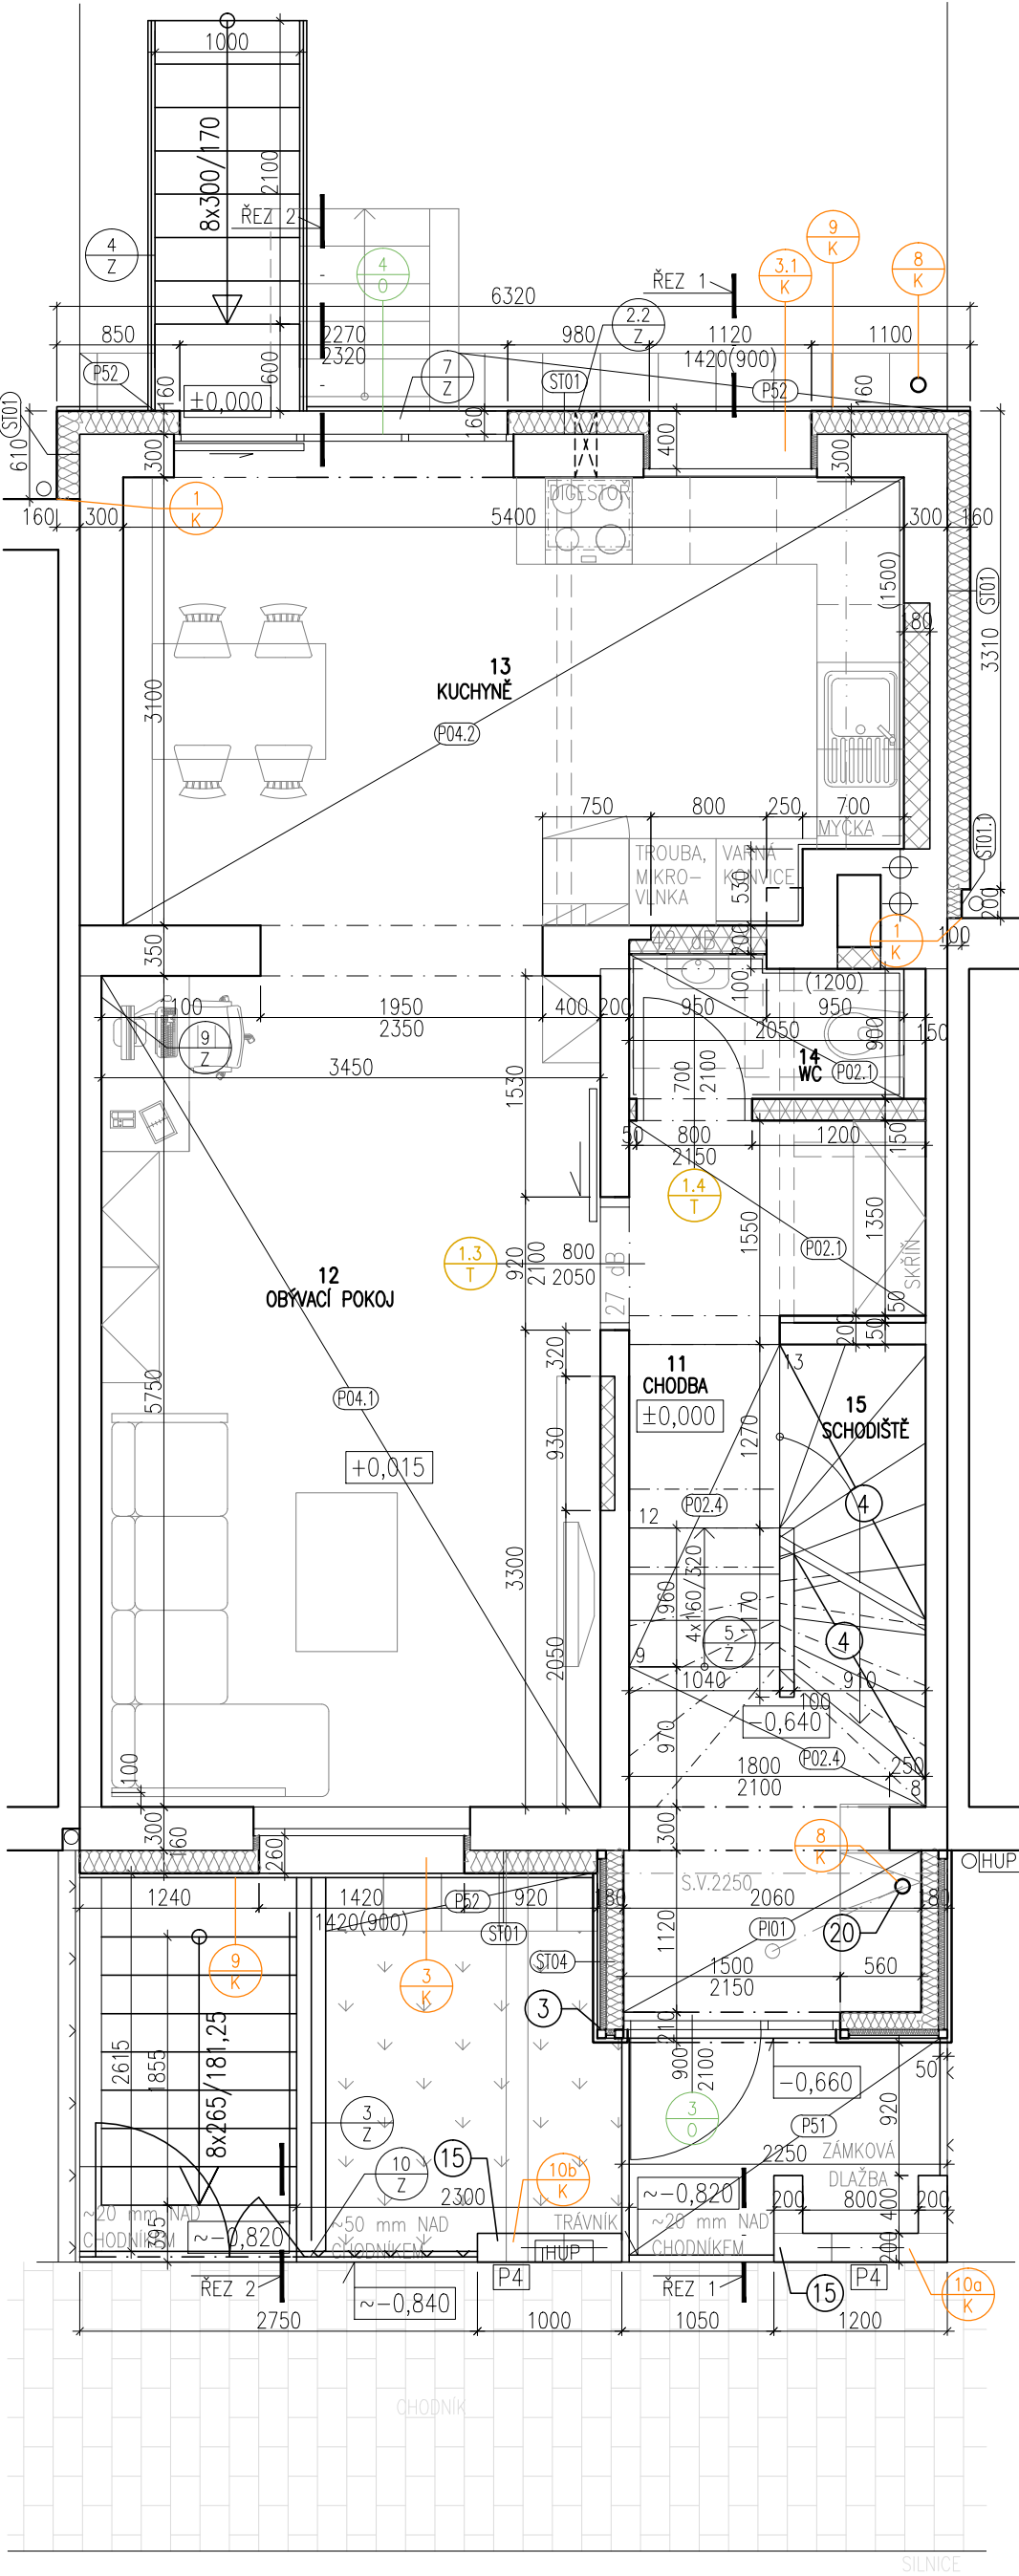 1000
8x300/170
2100
ŘEZ 2
4
Z
4
O
9
K
3.1
K
8
K
ŘEZ 1
6320
850
2270
2320
980
2.2
Z
1120
1420(900)
1100
P52
600
7
Z
ST01
P52
160
±0,000
160
160
ST01
610
300
400
300
DIGESTOŘ
1
K
160
300
5400
300
160
(1500)
ST01
80
3310
13
KUCHYNĚ
3100
P04.2
750
800
250
700
MYČKA
TROUBA,
MIKRO-
VLNKA
VARNÁ
KONVICE
530
ST01.1
200
1
K
100
350
42 dB
200
100
(1200)
100
1950
2350
400
200
950
2050
950
150
900
9
Z
14
WC
P02.1
3450
1530
700
2100
50
800
2150
1200
150
1.4
T
1550
1350
P02.1
SKŘÍŇ
1.3
T
920
2100
800
2050
27 dB
12
OBÝVACÍ POKOJ
50
200
150
320
11
CHODBA
±0,000
13
15
SCHODIŠTĚ
5750
P04.1
+0,015
930
1270
P02.4
12
4
3300
960
4x160/320
1170
5
Z
4
9
2050
1040
910
100
-0,640
970
P02.4
100
1800
2100
250
8
300
160
260
300
8
K
HUP
S.V.2250
1240
1420
1420(900)
920
P52
80
2060
80
ST01
1120
PI01
20
ST04
9
K
3
K
1500
2150
560
3
2615
1855
8x265/181,25
210
900
2100
-0,660
50
3
O
920
P51
3
Z
2250
ZÁMKOVÁ
DLAŽBA
10
Z
15
10b
K
2300
~-0,820
200
800
400
200
~20 mm NAD
CHODNÍKEM
395
~-0,820
~50 mm NAD
CHODNÍKEM
TRÁVNÍK
~20 mm NAD
CHODNÍKEM
200
HUP
ŘEZ 2
~-0,840
P4
ŘEZ 1
15
P4
10a
K
2750
1000
1050
1200
CHODNÍK
SILNICE